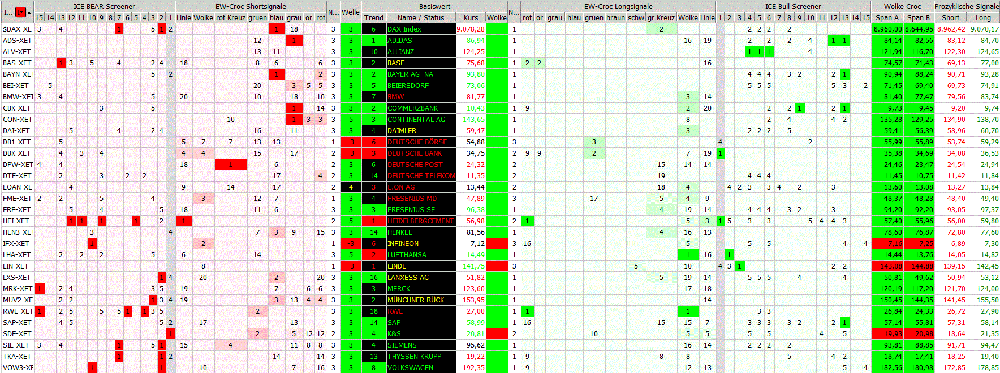 ICE BEAR Screener EW-Croc Shortsignale Basiswert EW-Croc Longsignale ICE Bull Screener Wolke Croc Prozyklische Signale
I... N... Welle N...
15 14 13 12 11 10 9 8 7 6 5 4 3 2 1 Linie Wolke rot Kreuz gruen blau grau or rot Trend Name / Status Kurs Wolke rot or grau blau gruen braun schw gr Kreuz Wolke Linie 1 2 3 4 5 6 7 8 9 10 11 12 13 14 15 Span A Span B Short Long
$DAX-XE 3 4 1 5 1 2 1 18 3 3 6 DAX Index 9.078,28 1 2 2 2 2 2 8.960,00 8.644,95 8.962,42 9.070,17
ADS-XET 12 1 3 3 1 ADIDAS 86,94 1 16 19 2 2 2 4 1 1 84,14 82,56 83,12 84,70
ALV-XET 13 11 3 3 10 ALLIANZ 124,25 1 1 1 1 4 121,94 116,70 122,30 124,65
BAS-XET 1 3 5 4 2 4 18 8 6 6 3 3 2 BASF 75,68 1 2 2 16 74,57 71,43 69,13 77,00
BAYN-XE 5 2 1 2 3 3 2 BAYER AG NA 93,80 1 4 4 4 3 2 2 1 90,94 88,24 90,71 93,28
BEI-XET 5 20 3 5 5 3 3 5 BEIERSDORF 73,06 1 5 5 5 5 3 2 71,45 69,40 69,73 74,91
BMW-XET 3 4 5 20 10 18 10 3 3 7 BMW 81,77 1 3 14 81,40 77,47 79,56 83,74
CBK-XET 3 5 1 14 3 3 2 COMMERZBANK 10,43 1 9 2 20 2 2 1 1 9,73 9,45 9,20 9,74
CON-XET 10 1 3 3 3 5 3 CONTINENTAL AG 143,65 1 8 2 4 4 2 135,28 129,25 134,90 138,70
DAI-XET 5 4 2 4 16 11 3 3 4 DAIMLER 59,47 1 3 2 2 2 5 59,41 56,39 58,96 60,70
DB1-XET 5 5 7 7 13 13 1 -3 6 DEUTSCHE BÖRSE 54,88 3 3 4 2 55,99 55,89 53,74 59,29
DBK-XET 4 3 4 4 4 15 17 2 -3 3 DEUTSCHE BANK 34,75 2 9 9 2 7 19 1 35,38 34,69 34,08 36,53
DPW-XET 4 4 18 1 6 2 3 6 DEUTSCHE POST 24,32 2 15 14 14 24,46 23,47 24,54 24,94
DTE-XET 2 3 2 2 17 4 2 3 14 DEUTSCHE TELEKOM 11,35 2 19 4 4 4 11,45 10,75 11,42 11,84
EOAN-XE 4 9 14 17 2 4 3 E.ON AG 13,44 2 18 4 4 2 3 3 4 2 3 13,60 13,08 13,27 13,84
FME-XET 2 2 5 4 3 12 7 1 3 4 FRESENIUS MD 47,89 3 17 5 4 9 48,37 48,28 48,40 49,40
FRE-XET 5 4 5 18 11 6 3 3 3 FRESENIUS SE 96,38 1 4 19 14 4 4 4 3 2 3 94,20 92,20 93,05 97,37
HEI-XET 1 1 1 1 2 1 2 5 1 HEIDELBERGCEMENT 56,98 2 1 5 3 1 5 3 3 5 4 4 3 57,40 55,96 56,00 59,80
HEN3-XE 3 4 7 3 9 15 3 3 14 HENKEL 81,56 1 4 16 13 78,60 76,87 72,80 77,60
IFX-XET 1 2 1 -3 6 INFINEON 7,12 3 16 5 5 5 4 4 7,16 7,25 6,89 7,30
LHA-XET 2 2 2 5 6 14 3 5 2 LUFTHANSA 14,49 1 1 16 1 14,44 13,76 14,05 14,82
LIN-XET 8 1 -3 1 LINDE 141,75 3 5 10 4 3 1 2 2 143,08 144,88 139,15 142,45
LXS-XET 1 4 20 2 20 3 3 16 LANXESS AG 51,82 1 5 19 14 5 5 5 4 4 50,81 49,62 50,94 53,12
MRK-XET 1 2 4 3 5 19 7 6 6 3 3 3 MERCK 123,60 1 17 18 120,19 117,20 121,70 124,00
MUV2-XE 2 2 1 3 4 19 3 13 4 4 3 3 2 MÜNCHNER RÜCK 153,95 1 14 150,45 144,35 141,45 155,50
RWE-XET 1 2 5 5 5 1 1 3 5 2 3 3 18 RWE 27,00 1 1 1 3 3 26,84 24,33 26,72 27,90
SAP-XET 4 5 5 2 17 13 3 3 14 SAP 58,99 1 16 15 15 7 3 3 3 3 2 2 1 57,14 55,81 57,31 58,14
SDF-XET 1 2 5 12 12 2 3 4 K&S 20,81 2 10 5 5 5 5 4 5 19,93 20,98 18,64 21,35
SIE-XET 3 4 1 5 1 15 4 11 8 8 3 3 4 SIEMENS 95,62 1 16 14 2 2 2 2 93,81 88,85 91,71 94,47
TKA-XET 1 1 2 14 14 3 3 13 THYSSEN KRUPP 19,22 1 9 8 8 5 4 2 18,74 17,41 18,25 19,40
VOW3-XE 1 1 10 7 16 3 3 8 VOLKSWAGEN 192,35 1 9 12 13 5 4 182,56 180,98 172,85 178,85